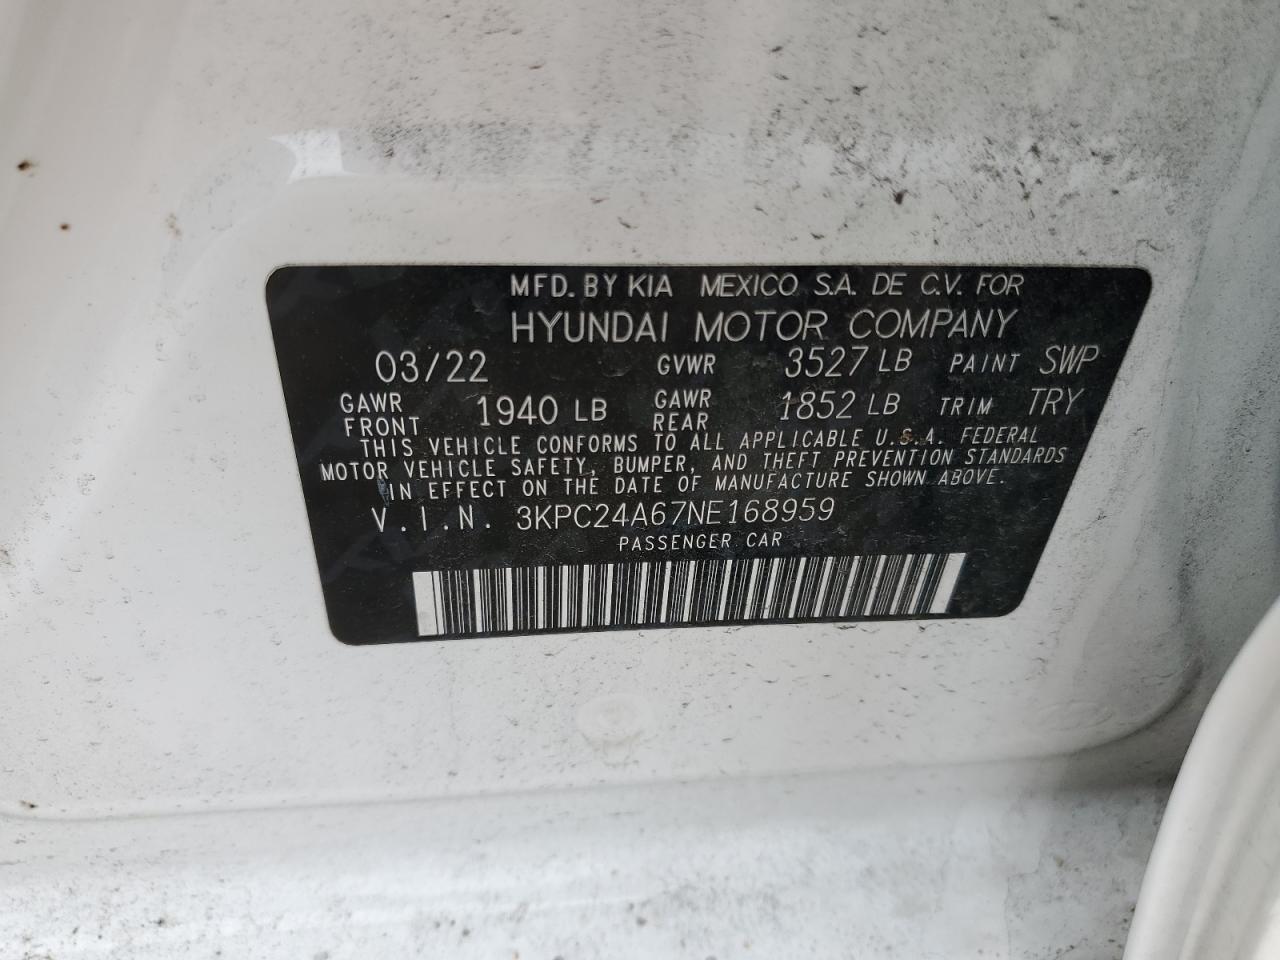 MFD. BY KIA MEXICO S.A. DE C.V. FOR
HYUNDAI MOTOR COMPANY
03/22 GVWR 3527 LB PAINT SWP
GAWR FRONT 1940 LB GAWR REAR 1852 LB TRIM TRY
THIS VEHICLE CONFORMS TO ALL APPLICABLE U.S.A. FEDERAL
MOTOR VEHICLE SAFETY, BUMPER, AND THEFT PREVENTION STANDARDS
IN EFFECT ON THE DATE OF MANUFACTURE SHOWN ABOVE.
V.I.N. 3KPC24A67NE168959
PASSENGER CAR